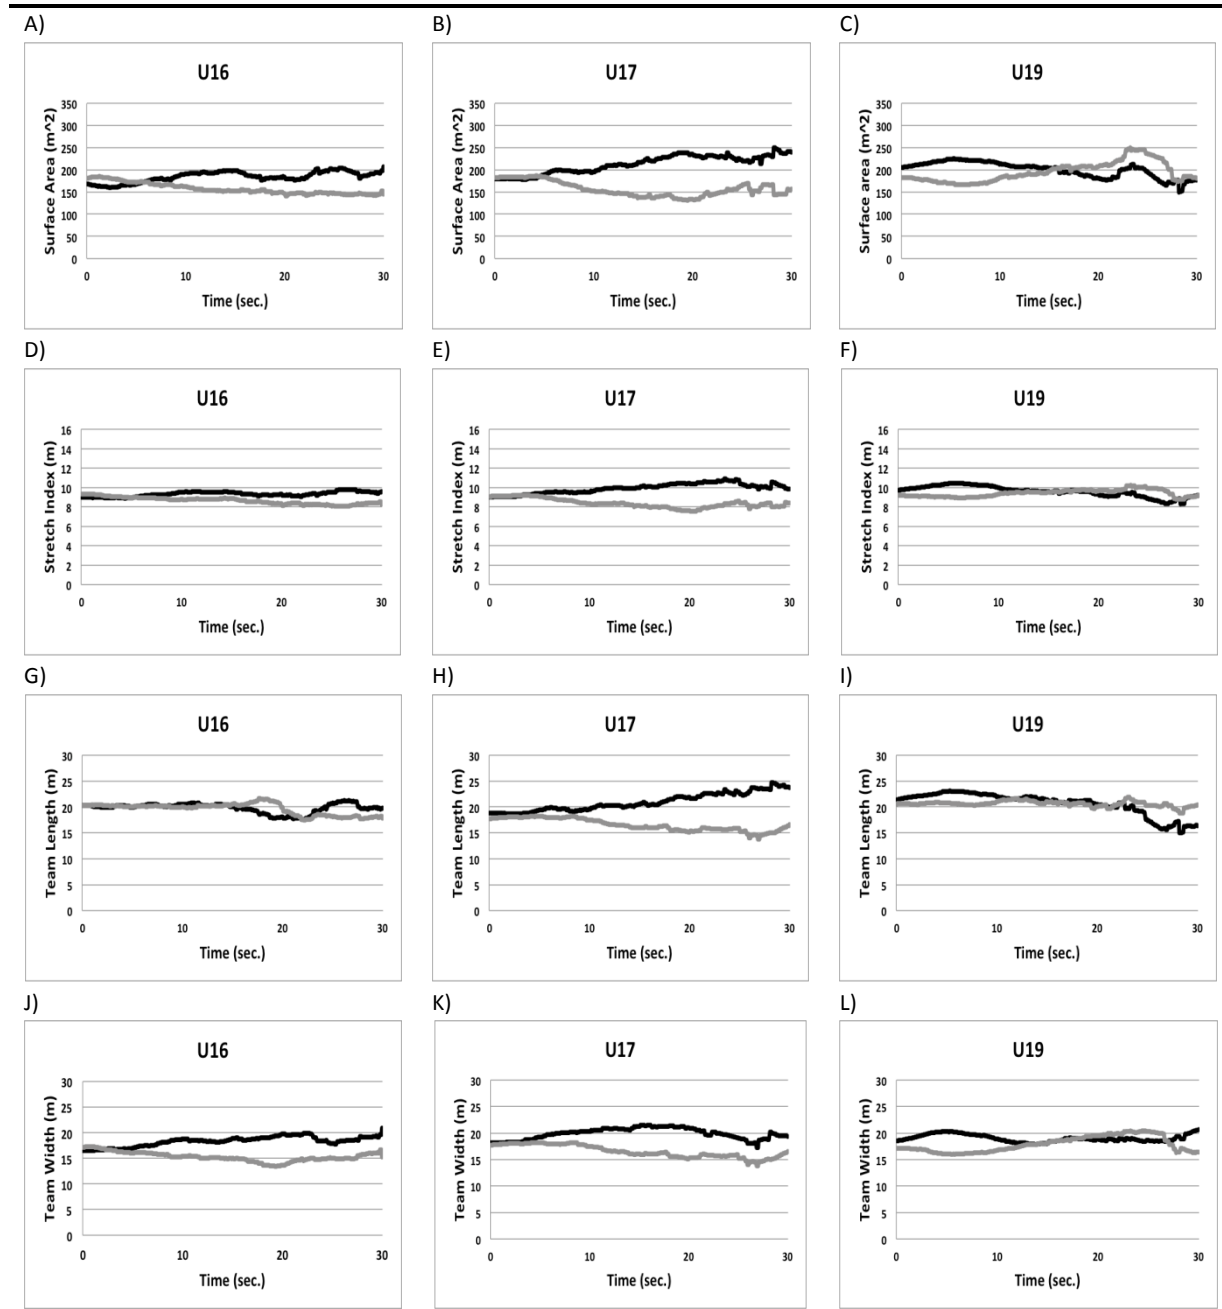 A)
U16
Surface Area (m^2)
350
300
250
200
150
100
50
0
0 10 20 30
Time (sec.)
B)
U17
Surface Area (m^2)
350
300
250
200
150
100
50
0
0 10 20 30
Time (sec.)
C)
U19
Surface area (m^2)
350
300
250
200
150
100
50
0
0 10 20 30
Time (sec.)
D)
U16
Stretch Index (m)
16
14
12
10
8
6
4
2
0
0 10 20 30
Time (sec.)
E)
U17
Stretch Index (m)
16
14
12
10
8
6
4
2
0
0 10 20 30
Time (sec.)
F)
U19
Stretch Index (m)
16
14
12
10
8
6
4
2
0
0 10 20 30
Time (sec.)
G)
U16
Team Length (m)
30
25
20
15
10
5
0
0 10 20 30
Time (sec.)
H)
U17
Team Length (m)
30
25
20
15
10
5
0
0 10 20 30
Time (sec.)
I)
U19
Team Length (m)
30
25
20
15
10
5
0
0 10 20 30
Time (sec.)
J)
U16
Team Width (m)
30
25
20
15
10
5
0
0 10 20 30
Time (sec.)
K)
U17
Team Width (m)
30
25
20
15
10
5
0
0 10 20 30
Time (sec.)
L)
U19
Team Width (m)
30
25
20
15
10
5
0
0 10 20 30
Time (sec.)